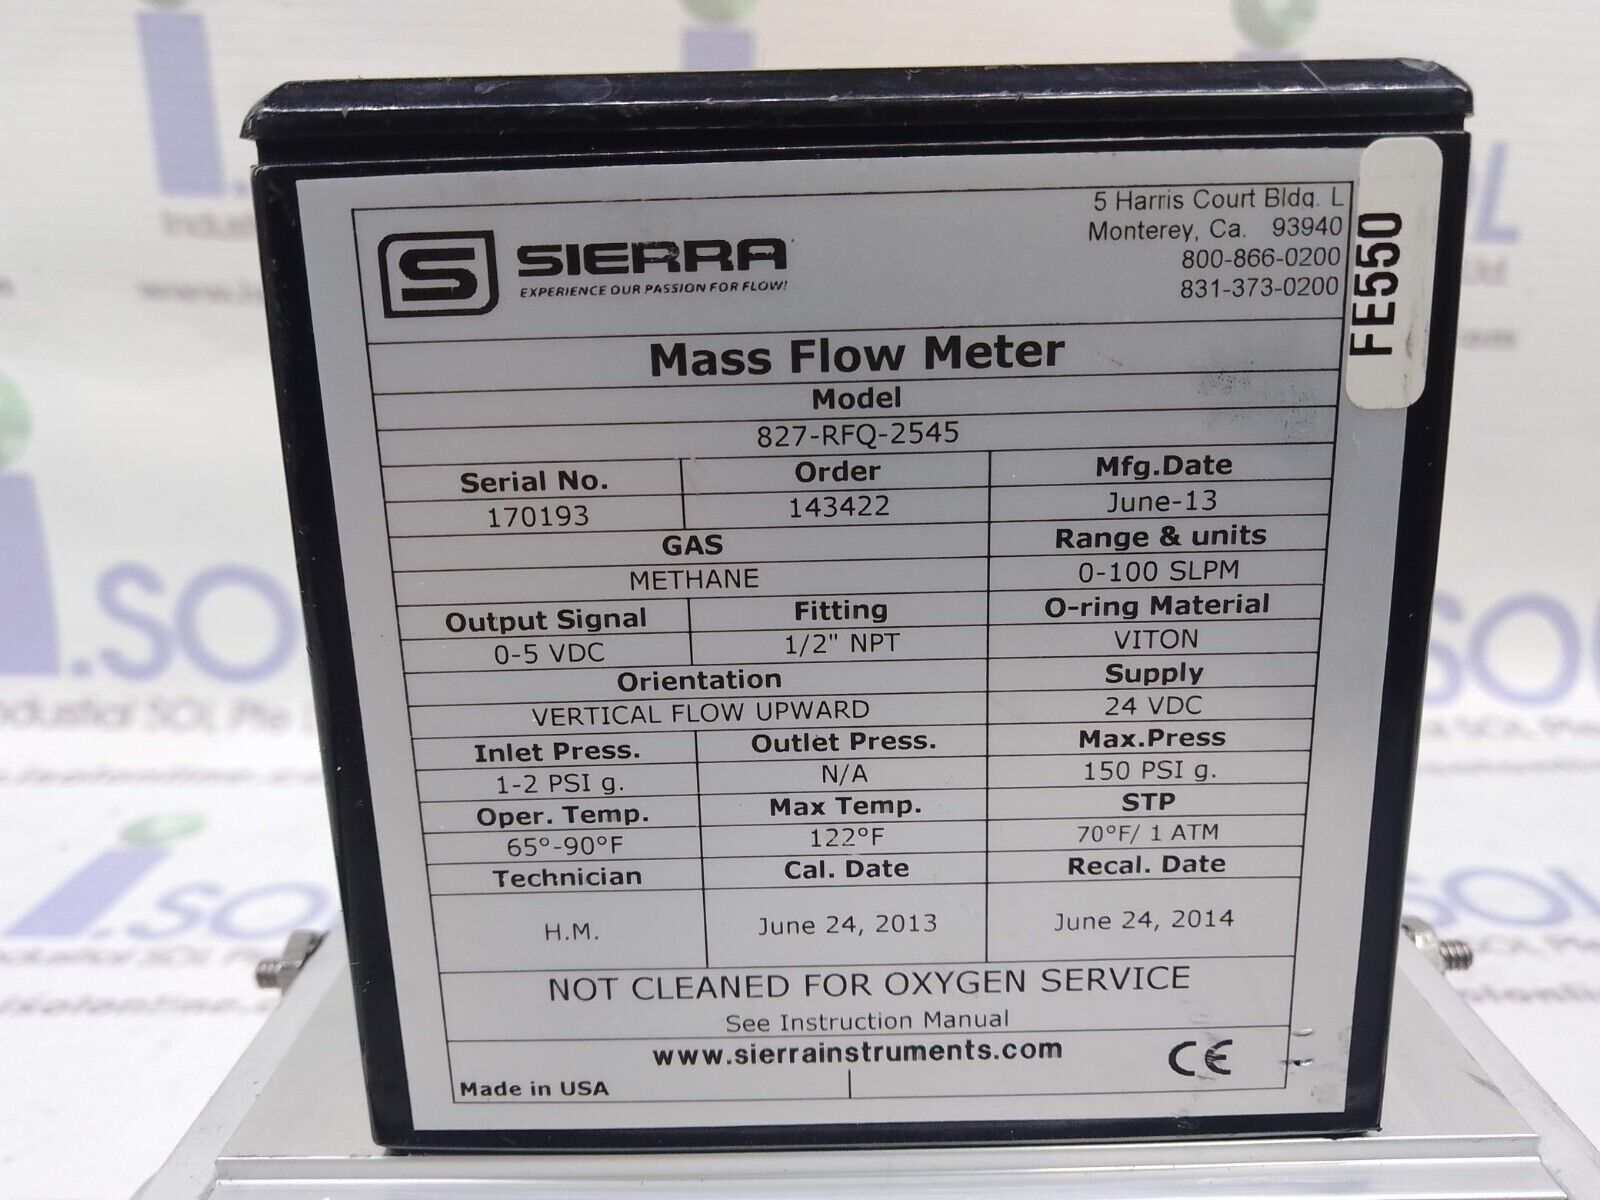 S SIERRA
EXPERIENCE OUR PASSION FOR FLOW!
5 Harris Court Bldg. L
Monterey, Ca. 93940
800-866-0200
831-373-0200
FE550
Mass Flow Meter
Model
827-RFQ-2545
Serial No. Order Mfg.Date
170193 143422 June-13
GAS Range & units
METHANE 0-100 SLPM
Output Signal Fitting O-ring Material
0-5 VDC 1/2" NPT VITON
Orientation Supply
VERTICAL FLOW UPWARD 24 VDC
Inlet Press. Outlet Press. Max.Press
1-2 PSI g. N/A 150 PSI g.
Oper. Temp. Max Temp. STP
65°-90°F 122°F 70°F/ 1 ATM
Technician Cal. Date Recal. Date
H.M. June 24, 2013 June 24, 2014
NOT CLEANED FOR OXYGEN SERVICE
See Instruction Manual
www.sierrainstruments.com
CE
Made in USA
i.SOL
Industrial SOL Pte